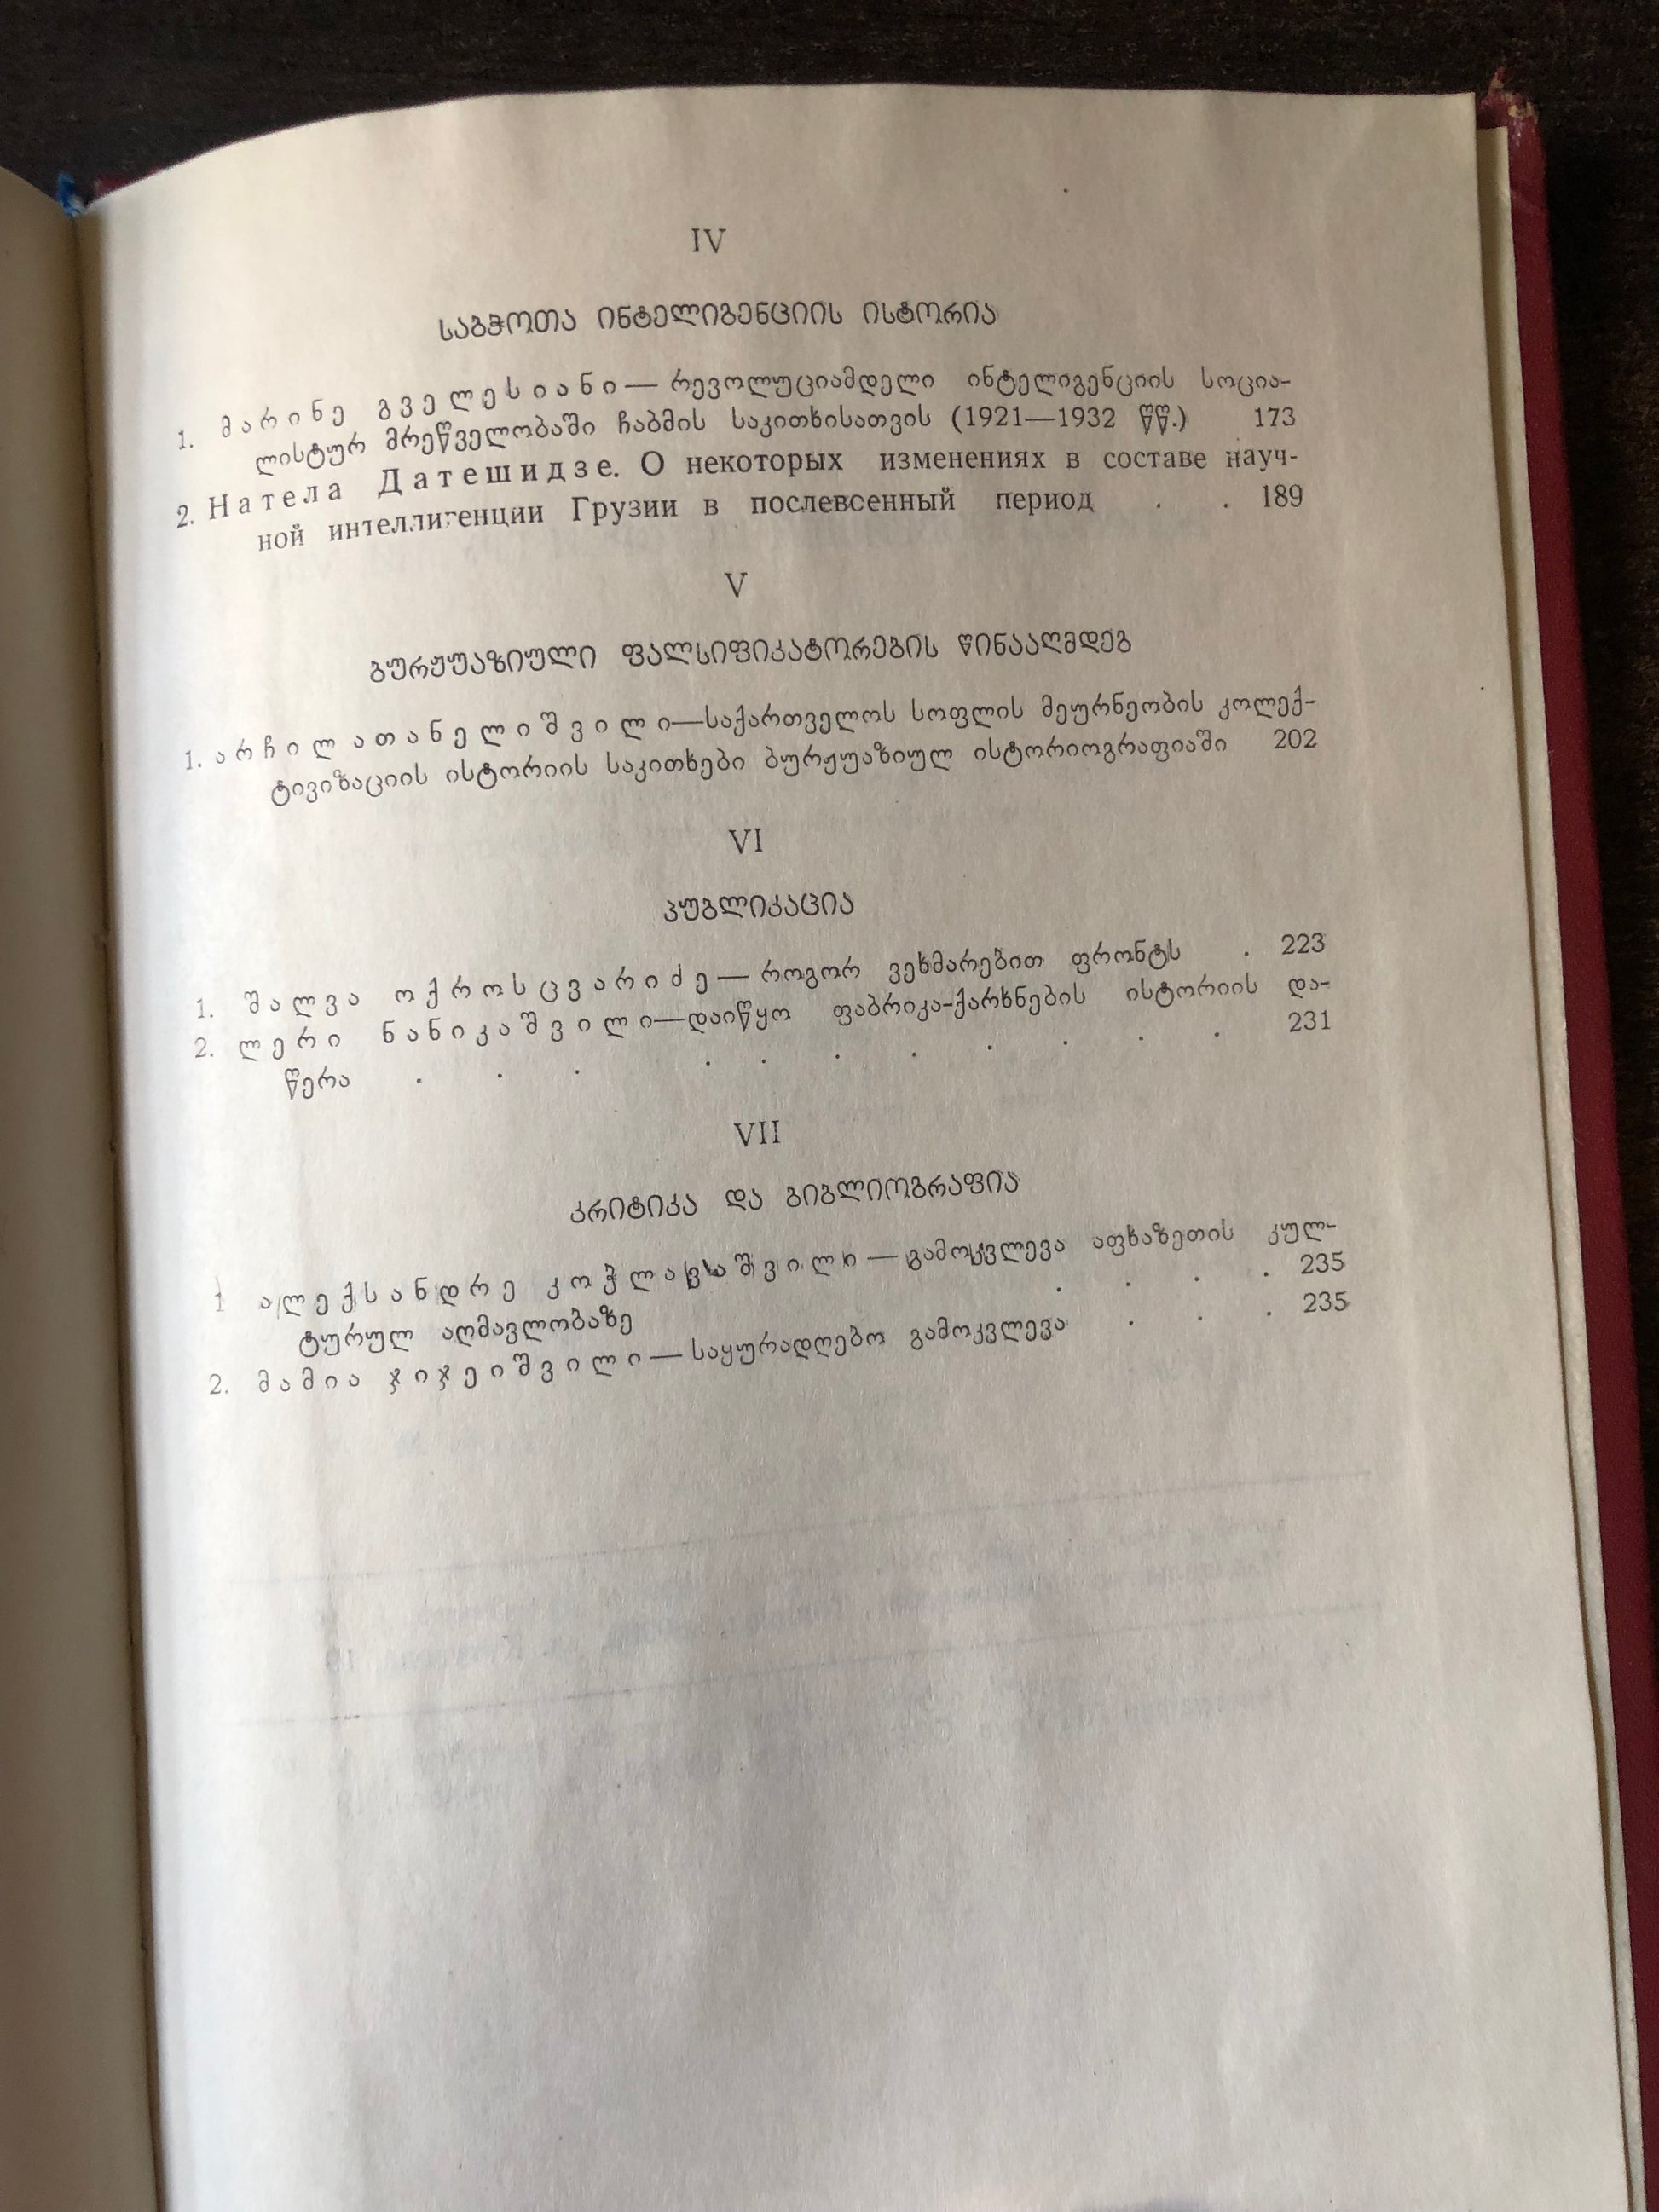 IV
საბჭოთა ინტელიგენციის ისტორია
1. მარინე გველესიანი — რევოლუციამდელი ინტელიგენციის სოცია-
ლისტურ მრეწველობაში ჩაბმის საკითხისათვის (1921—1932 წწ.) 173
2. Натела Датешидзе. О некоторых изменениях в составе науч-
ной интеллигенции Грузии в послевсенный период . . 189
V
ბურჟუაზიული ფალსიფიკატორების წინააღმდეგ
1. არჩილ ათანელიშვილი—საქართველოს სოფლის მეურნეობის კოლექ-
ტივიზაციის ისტორიის საკითხები ბურჟუაზიულ ისტორიოგრაფიაში 202
VI
პუბლიკაცია
1. შალვა ოქროსცვარიძე — როგორ ვეხმარებით ფრონტს . 223
2. ლერი ნანიკაშვილი—დაიწყო ფაბრიკა-ქარხნების ისტორიის და-
წერა . . . . . . . . . . . 231
VII
კრიტიკა და ბიბლიოგრაფია
1 ალექსანდრე კოჭლავაშვილი — გამოკვლევა აფხაზეთის კულ-
ტურულ აღმავლობაზე . . . 235
2. მამია ჯიჯეიშვილი — საყურადღებო გამოკვლევა . . . 235